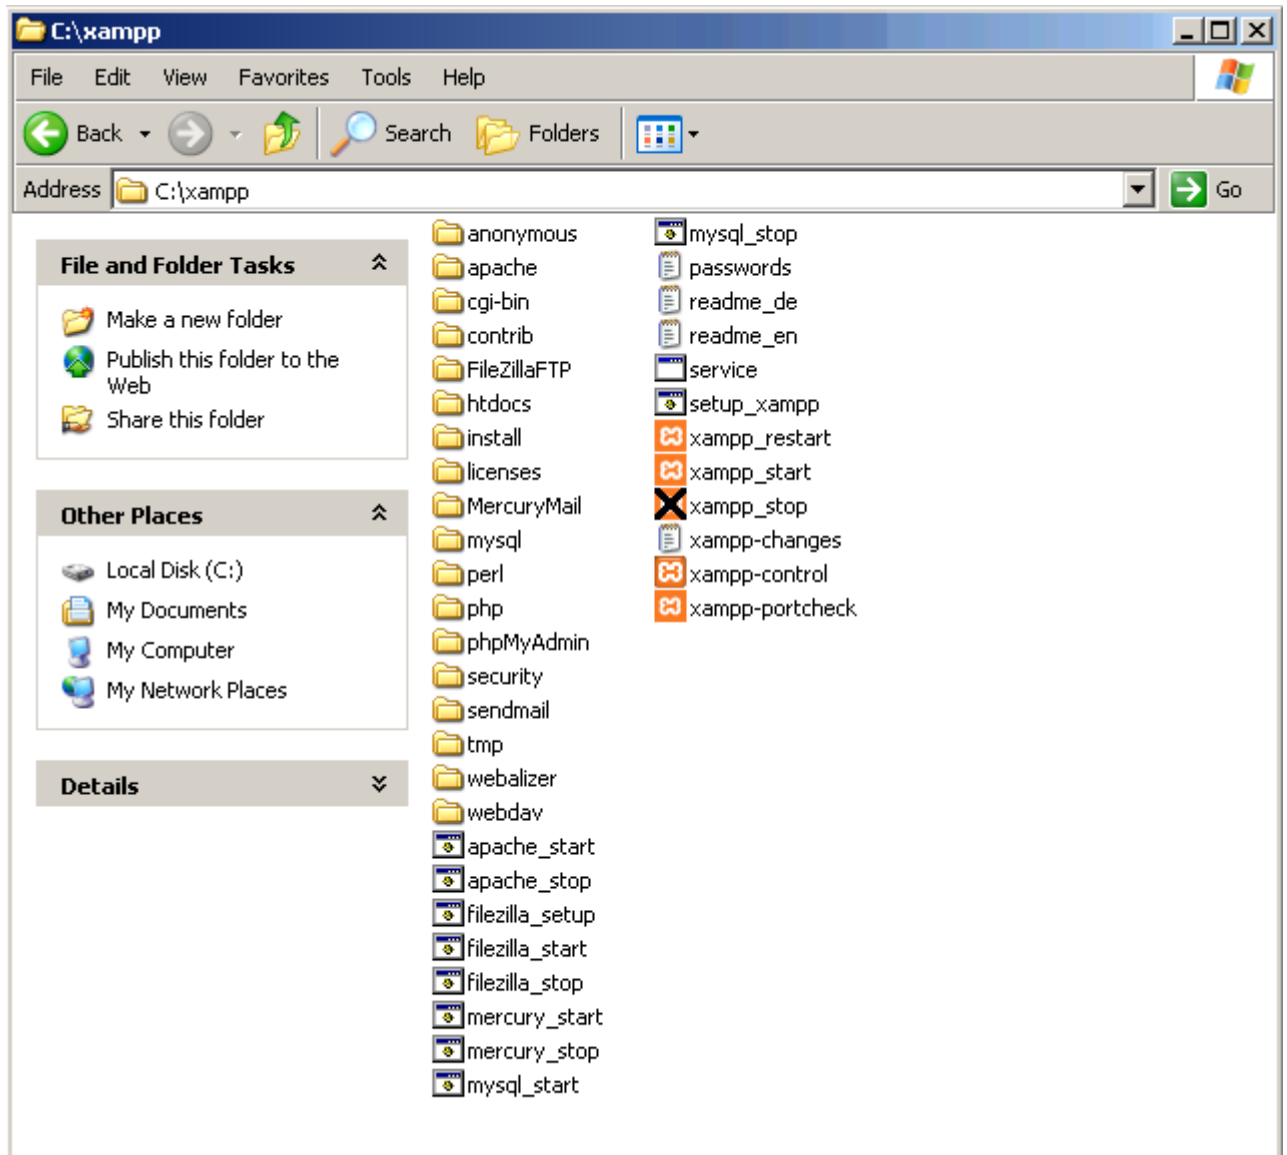 C:\xampp
File Edit View Favorites Tools Help
Back Search Folders
Address C:\xampp Go
File and Folder Tasks
Make a new folder
Publish this folder to the
Web
Share this folder
Other Places
Local Disk (C:)
My Documents
My Computer
My Network Places
Details
anonymous
apache
cgi-bin
contrib
FileZillaFTP
htdocs
install
licenses
MercuryMail
mysql
perl
php
phpMyAdmin
security
sendmail
tmp
webalizer
webdav
apache_start
apache_stop
filezilla_setup
filezilla_start
filezilla_stop
mercury_start
mercury_stop
mysql_start
mysql_stop
passwords
readme_de
readme_en
service
setup_xampp
xampp_restart
xampp_start
xampp_stop
xampp-changes
xampp-control
xampp-portcheck